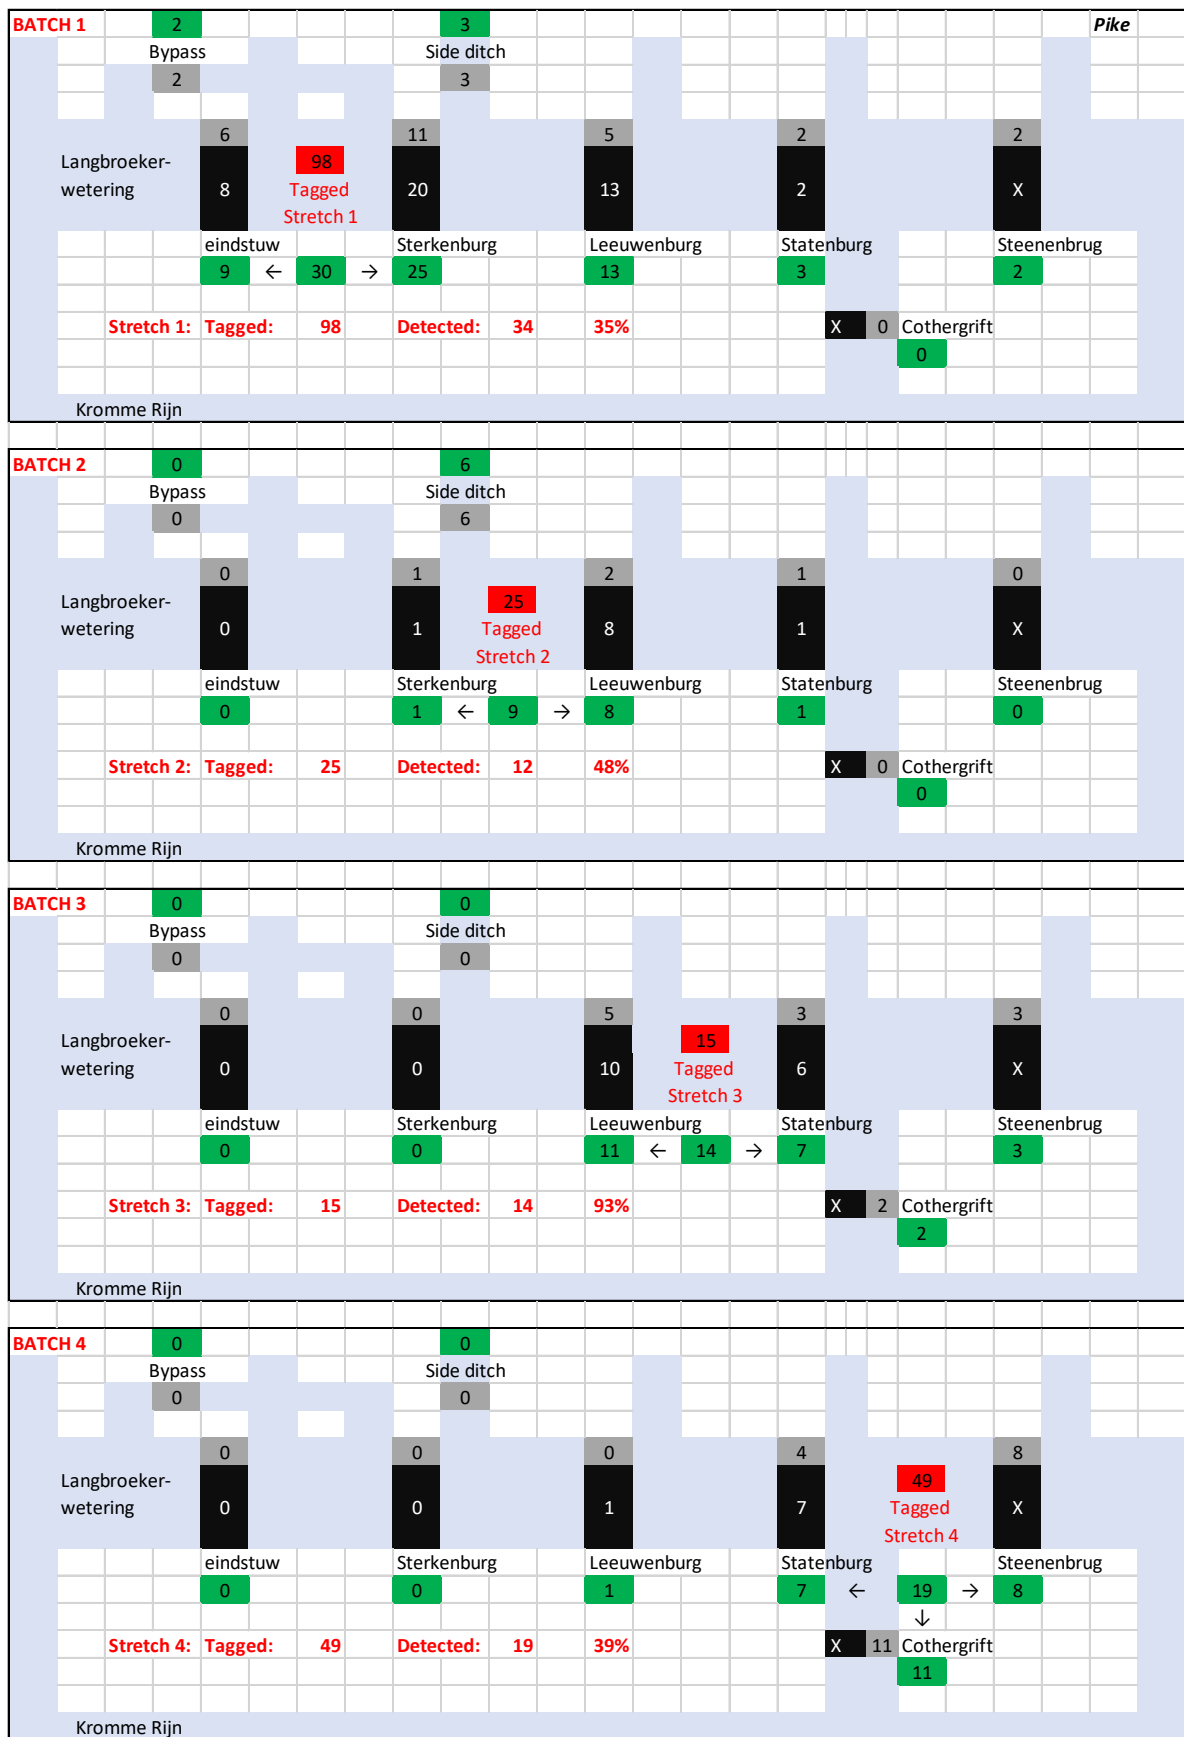 BATCH 1 2 3 Pike
Bypass Side ditch
2 3
6 11 5 2 2
Langbroeker- 98
wetering 8 Tagged 20 13 2 X
Stretch 1
eindstuw Sterkenburg Leeuwenburg Statenburg Steenenbrug
9 ← 30 → 25 13 3 2
Stretch 1: Tagged: 98 Detected: 34 35% X 0 Cothergrift
0
Kromme Rijn
BATCH 2 0 6
Bypass Side ditch
0 6
0 1 2 1 0
Langbroeker- 25
wetering 0 1 Tagged 8 1 X
Stretch 2
eindstuw Sterkenburg Leeuwenburg Statenburg Steenenbrug
0 1 ← 9 → 8 1 0
Stretch 2: Tagged: 25 Detected: 12 48% X 0 Cothergrift
0
Kromme Rijn
BATCH 3 0 0
Bypass Side ditch
0 0
0 0 5 3 3
Langbroeker- 15
wetering 0 0 10 Tagged 6 X
Stretch 3
eindstuw Sterkenburg Leeuwenburg Statenburg Steenenbrug
0 0 11 ← 14 → 7 3
Stretch 3: Tagged: 15 Detected: 14 93% X 2 Cothergrift
2
Kromme Rijn
BATCH 4 0 0
Bypass Side ditch
0 0
0 0 0 4 8
Langbroeker- 49
wetering 0 0 1 7 Tagged X
Stretch 4
eindstuw Sterkenburg Leeuwenburg Statenburg Steenenbrug
0 0 1 7 ← 19 → 8
↓
Stretch 4: Tagged: 49 Detected: 19 39% X 11 Cothergrift
11
Kromme Rijn